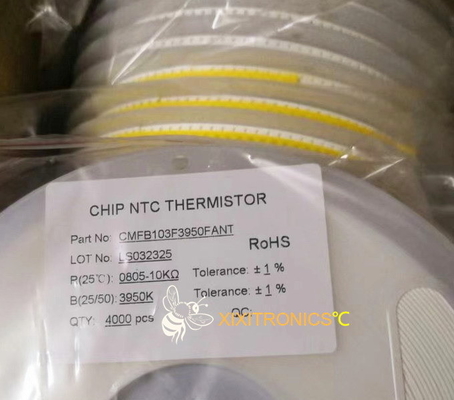 CHIP NTC THERMISTOR
Part No: CMFB103F3950FANT
LOT No: LS032325 RoHS
R(25℃): 0805-10KΩ Tolerance: ± 1 %
B(25/50): 3950K Tolerance: ± 1 %
QTY: 4000 pcs QC:
XIXITRONICS℃